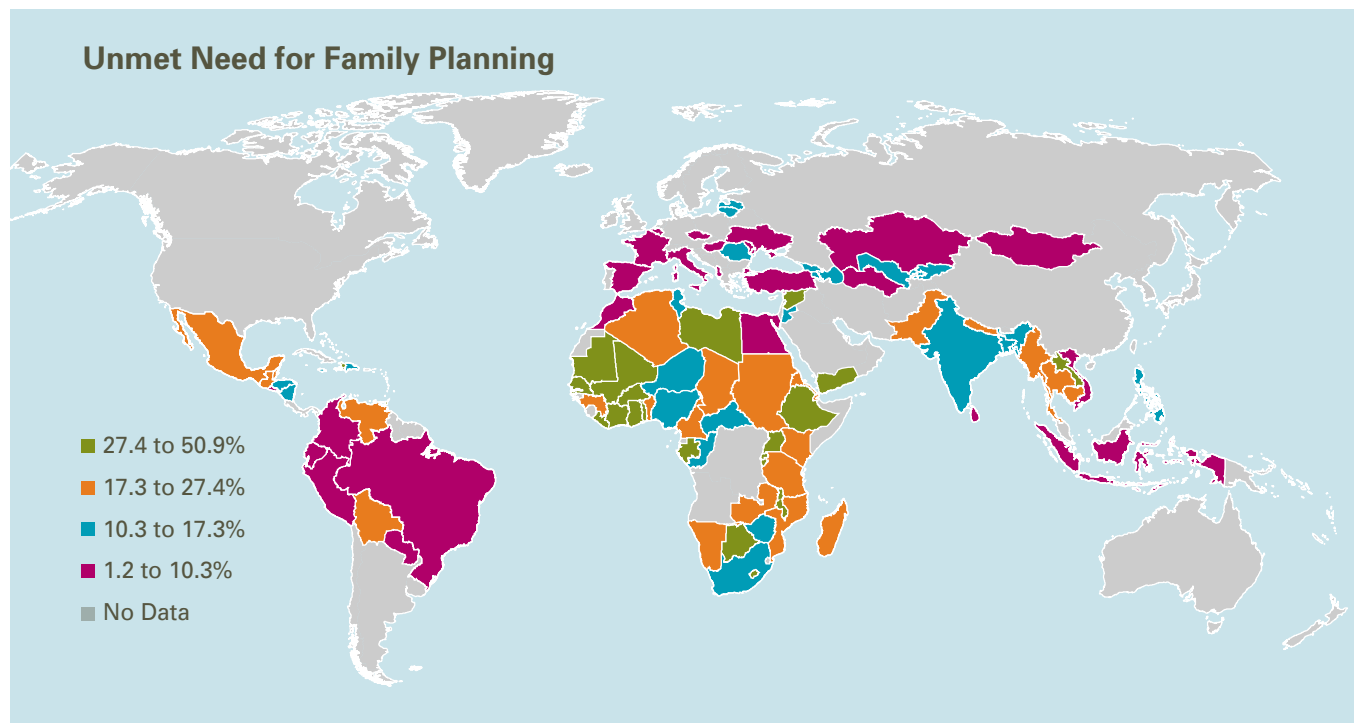 Unmet Need for Family Planning
27.4 to 50.9%
17.3 to 27.4%
10.3 to 17.3%
1.2 to 10.3%
No Data